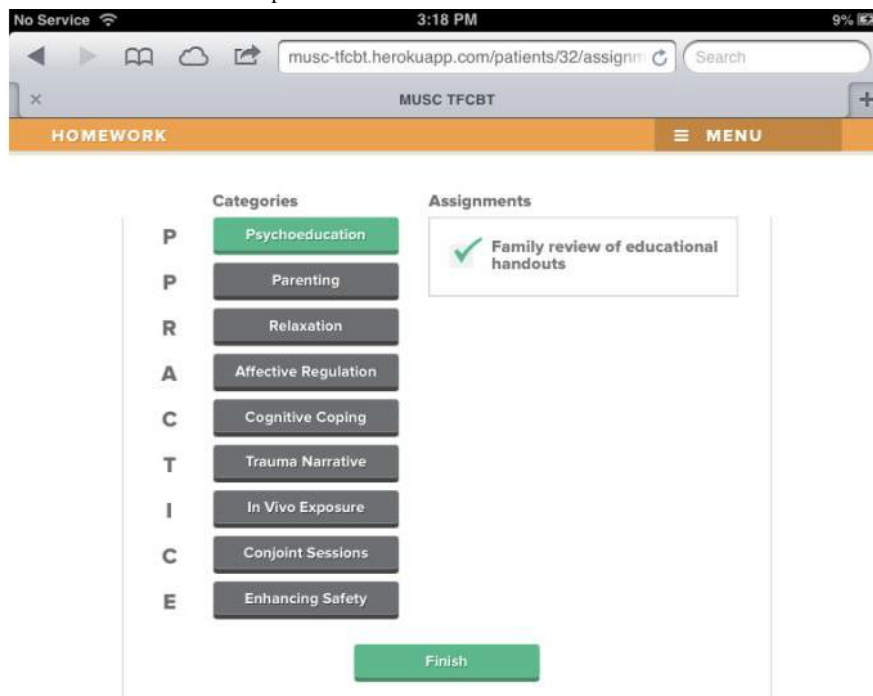 No Service 3:18 PM 9%
musc-tfcbt.herokuapp.com/patients/32/assignm Search
MUSC TFCBT
HOMEWORK MENU
Categories Assignments
P Psychoeducation
Family review of educational
handouts
P Parenting
R Relaxation
A Affective Regulation
C Cognitive Coping
T Trauma Narrative
I In Vivo Exposure
C Conjoint Sessions
E Enhancing Safety
Finish